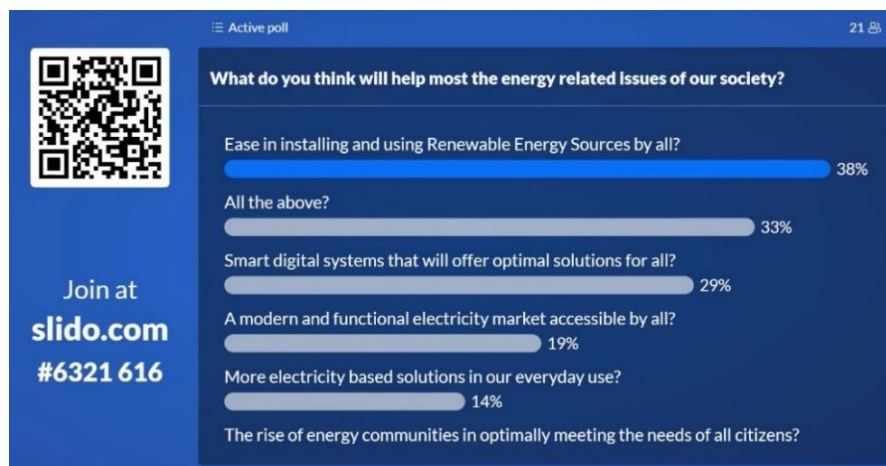 Active poll
21
Join at
slido.com
#6321 616
What do you think will help most the energy related issues of our society?
Ease in installing and using Renewable Energy Sources by all?
38%
All the above?
33%
Smart digital systems that will offer optimal solutions for all?
29%
A modern and functional electricity market accessible by all?
19%
More electricity based solutions in our everyday use?
14%
The rise of energy communities in optimally meeting the needs of all citizens?